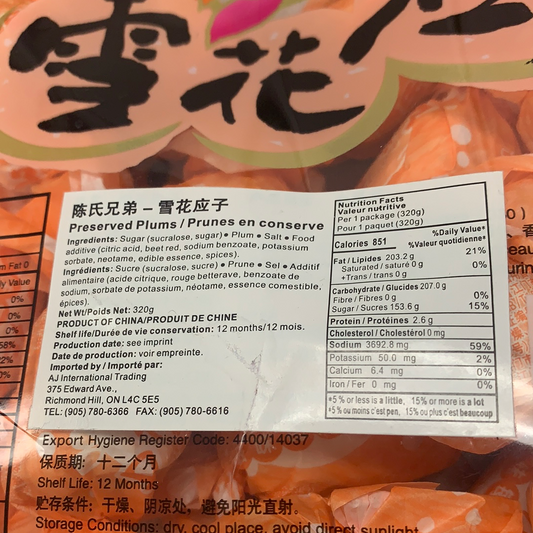 雪花应
陈氏兄弟 – 雪花应子
Preserved Plums / Prunes en conserve
Ingredients: Sugar (sucralose, sugar) ● Plum ● Salt ● Food
additive (citric acid, beet red, sodium benzoate, potassium
sorbate, neotame, edible essence, spices).
Ingrédients: Sucre (sucralose, sucre) ● Prune ● Sel ● Additif
alimentaire (acide citrique, rouge betterave, benzoate de
sodium, sorbate de potassium, néotame, essence comestible,
épices).
Net Wt/Poids Net: 320g
PRODUCT OF CHINA/PRODUIT DE CHINE
Shelf life/Durée de vie conservation: 12 months/12 mois.
Production date: see imprint
Date de production: voir empreinte.
Imported by / Importé par:
AJ International Trading
375 Edward Ave.,
Richmond Hill, ON L4C 5E5
TEL: (905) 780-6366 FAX: (905) 780-6616
Nutrition Facts
Valeur nutritive
Per 1 package (320g)
Pour 1 paquet (320g)
%Daily Value*
Calories 851 %Valeur quotidienne*
Fat / Lipides 203.2 g 21%
Saturated / saturé 0 g 0%
+Trans / trans 0 g
Carbohydrate / Glucides 207.0 g
Fibre / Fibres 0 g 0%
Sugar / Sucres 153.6 g 15%
Protein / Protéines 2.6 g
Cholesterol / Cholestérol 0 mg
Sodium 3692.8 mg 59%
Potassium 50.0 mg 2%
Calcium 6.4 mg 0%
Iron / Fer 0 mg 0%
*5 % or less is a little, 15% or more is a lot
*5 % ou moins c'est peu, 15% ou plus c'est beaucoup
Fat 0
Value
0%
0%
0%
58%
22%
0%
Export Hygiene Register Code: 4400/14037
保质期: 十二个月
Shelf Life: 12 Months
贮存条件: 干燥、阴凉处, 避免阳光直射.
Storage Conditions: dry, cool place, avoid direct sunlight